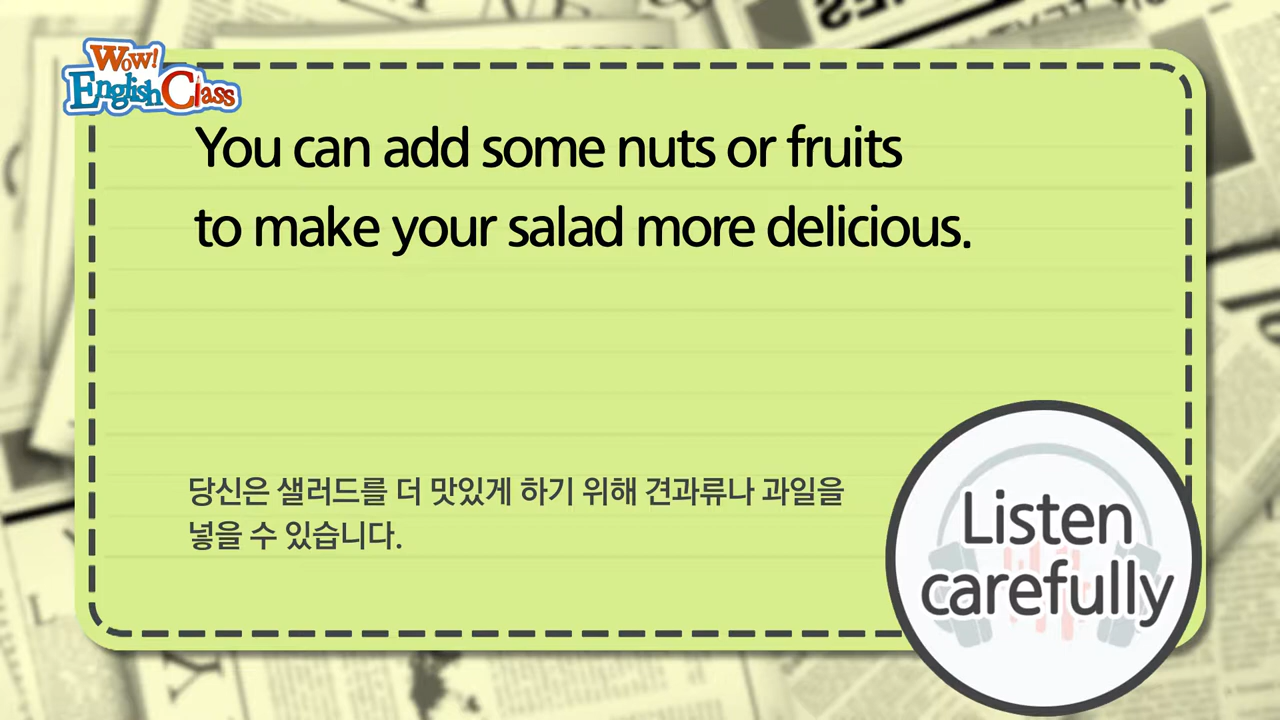 Wow!
English Class
You can add some nuts or fruits
to make your salad more delicious.
당신은 샐러드를 더 맛있게 하기 위해 견과류나 과일을
넣을 수 있습니다.
Listen
carefully